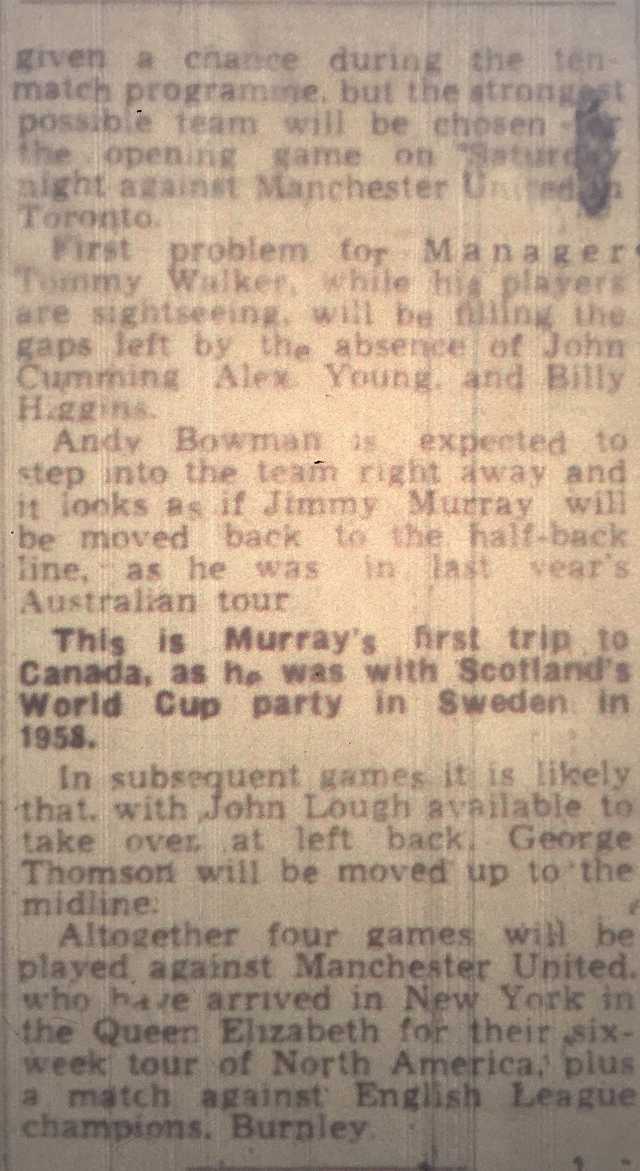 given a chance during the ten-
match programme, but the strongest
possible team will be chosen
the opening game on Saturday
night against Manchester United in
Toronto.
First problem for Manager
Tommy Walker, while his players
are sightseeing, will be filling the
gaps left by the absence of John
Cumming Alex Young, and Billy
Higgins.
Andy Bowman is expected to
step into the team right away and
it looks as if Jimmy Murray will
be moved back to the half-back
line, as he was in last year's
Australian tour
This is Murray's first trip to
Canada, as he was with Scotland's
World Cup party in Sweden in
1958.
In subsequent games it is likely
that, with John Lough available to
take over at left back, George
Thomson will be moved up to the
midline.
Altogether four games will be
played against Manchester United,
who have arrived in New York in
the Queen Elizabeth for their six-
week tour of North America, plus
a match against English League
champions, Burnley.